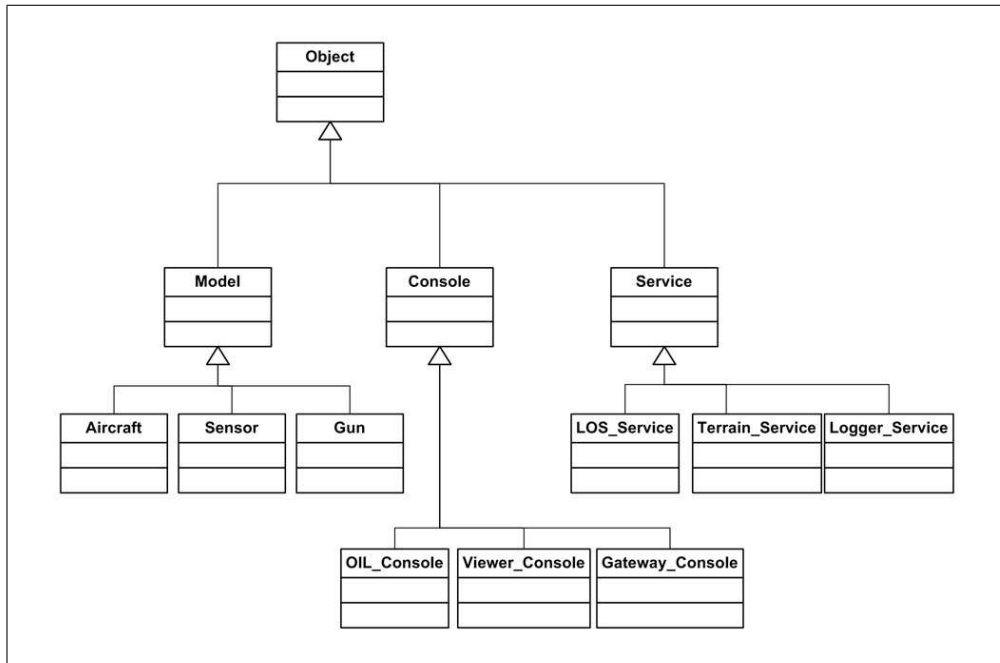 Object
Model
Console
Service
Aircraft
Sensor
Gun
LOS_Service
Terrain_Service
Logger_Service
OIL_Console
Viewer_Console
Gateway_Console